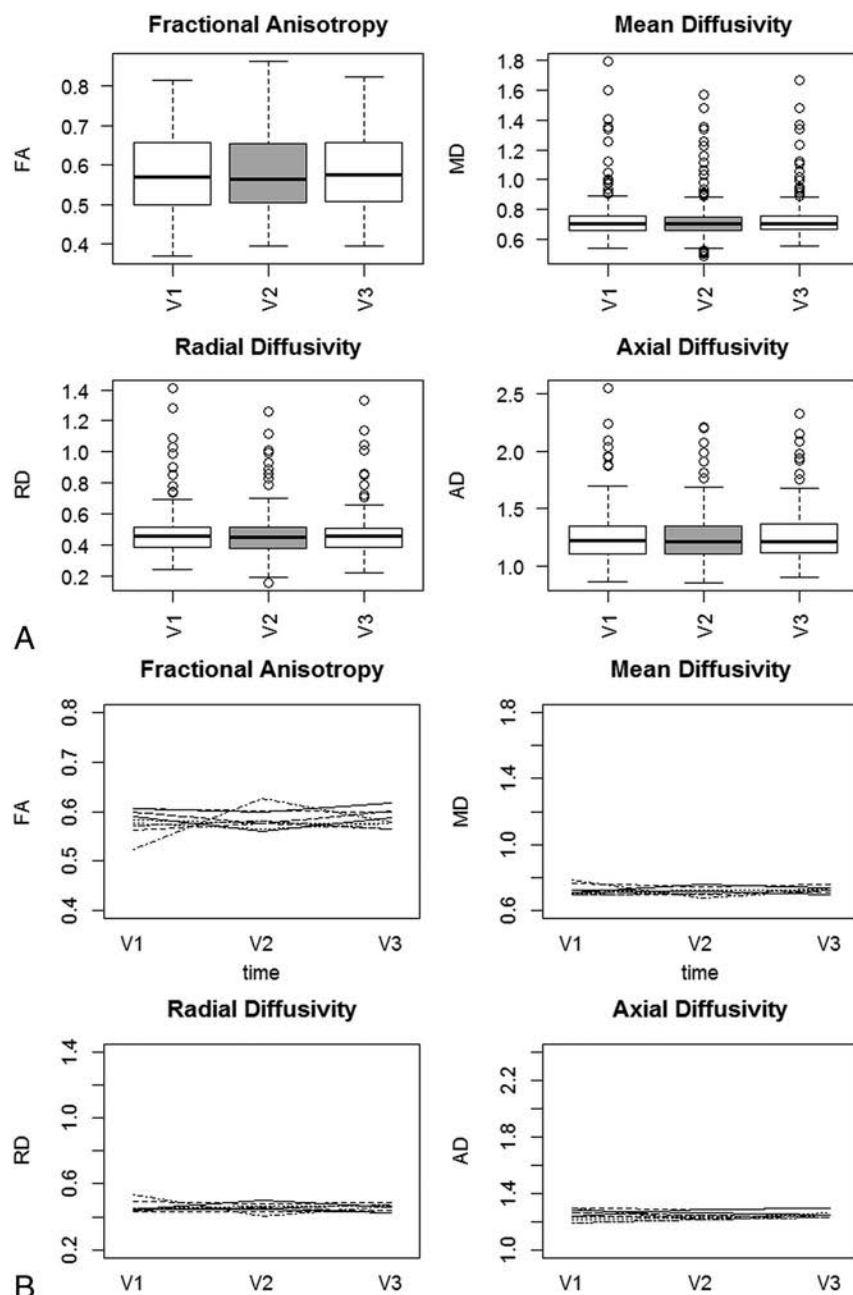 Fractional Anisotropy
FA
0.8
0.7
0.6
0.5
0.4
V1
V2
V3
Mean Diffusivity
MD
1.8
1.6
1.4
1.2
1.0
0.8
0.6
V1
V2
V3
Radial Diffusivity
RD
1.4
1.2
1.0
0.8
0.6
0.4
0.2
V1
V2
V3
Axial Diffusivity
AD
2.5
2.0
1.5
1.0
V1
V2
V3
A
Fractional Anisotropy
FA
0.8
0.7
0.6
0.5
0.4
V1
V2
V3
time
Mean Diffusivity
MD
1.8
1.4
1.0
0.6
V1
V2
V3
time
Radial Diffusivity
RD
1.4
1.0
0.6
0.2
V1
V2
V3
Axial Diffusivity
AD
2.2
1.8
1.4
1.0
V1
V2
V3
B